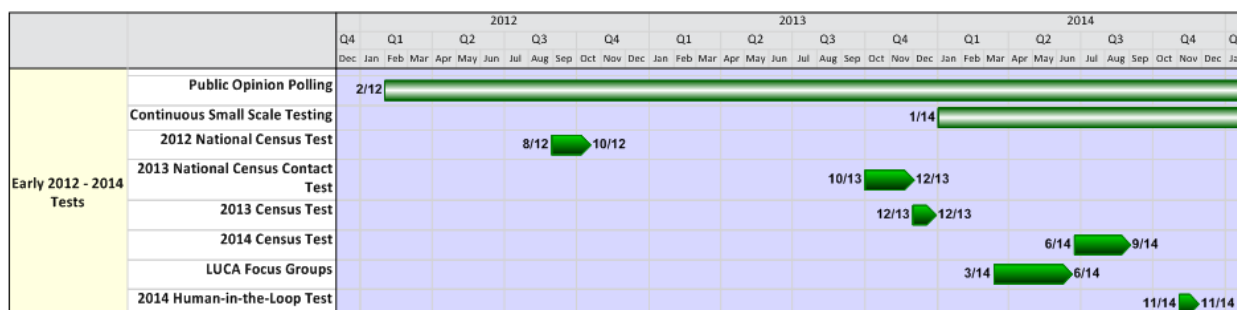 2012 2013 2014
Q4 Q1 Q2 Q3 Q4 Q1 Q2 Q3 Q4 Q1 Q2 Q3 Q4
Dec Jan Feb Mar Apr May Jun Jul Aug Sep Oct Nov Dec Jan Feb Mar Apr May Jun Jul Aug Sep Oct Nov Dec Jan Feb Mar Apr May Jun Jul Aug Sep Oct Nov Dec
Early 2012 - 2014
Tests
Public Opinion Polling 2/12
Continuous Small Scale Testing 1/14
2012 National Census Test 8/12 10/12
2013 National Census Contact
Test 10/13 12/13
2013 Census Test 12/13 12/13
2014 Census Test 6/14 9/14
LUCA Focus Groups 3/14 6/14
2014 Human-in-the-Loop Test 11/14 11/14